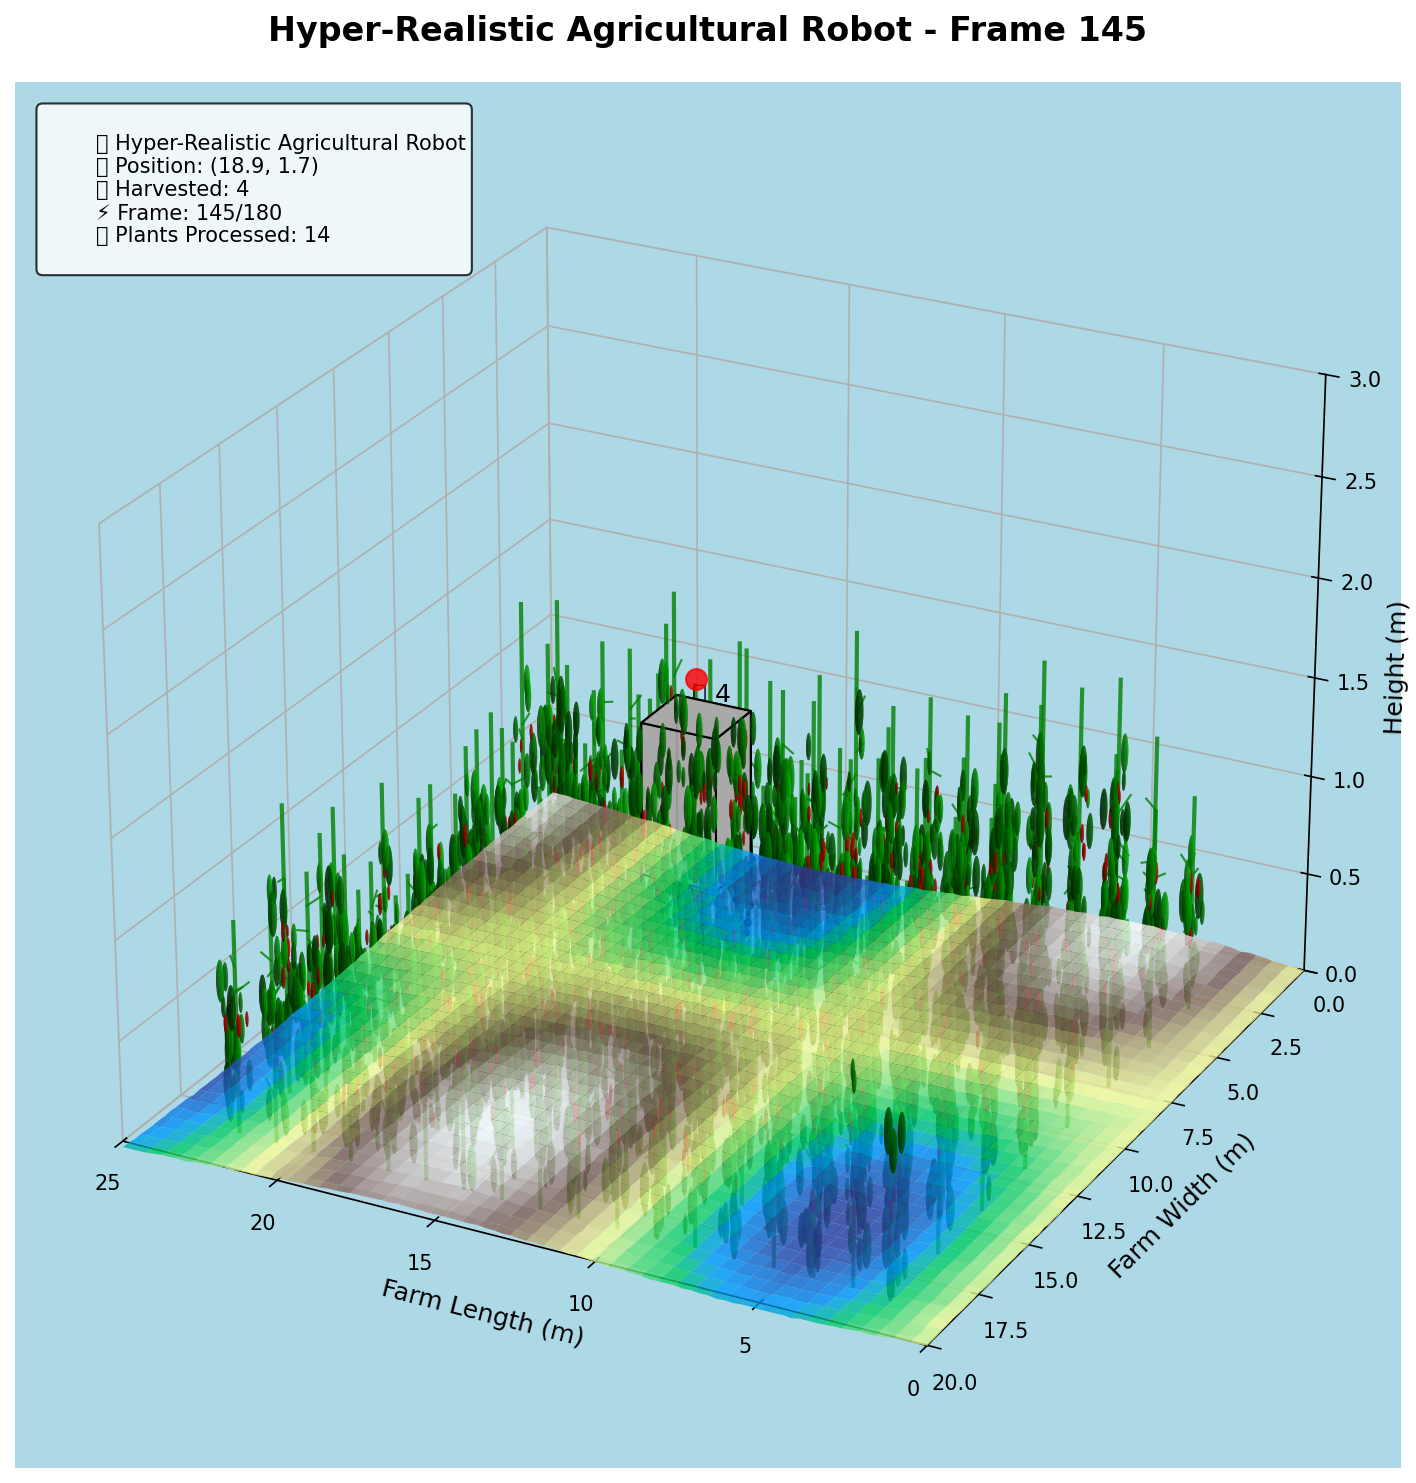 Hyper-Realistic Agricultural Robot - Frame 145
Hyper-Realistic Agricultural Robot
Position: (18.9, 1.7)
Harvested: 4
⚡ Frame: 145/180
Plants Processed: 14
4
3.0
2.5
2.0
1.5
1.0
0.5
0.0
Height (m)
0.0
2.5
5.0
7.5
10.0
12.5
15.0
17.5
20.0
Farm Width (m)
25
20
15
10
5
0
Farm Length (m)